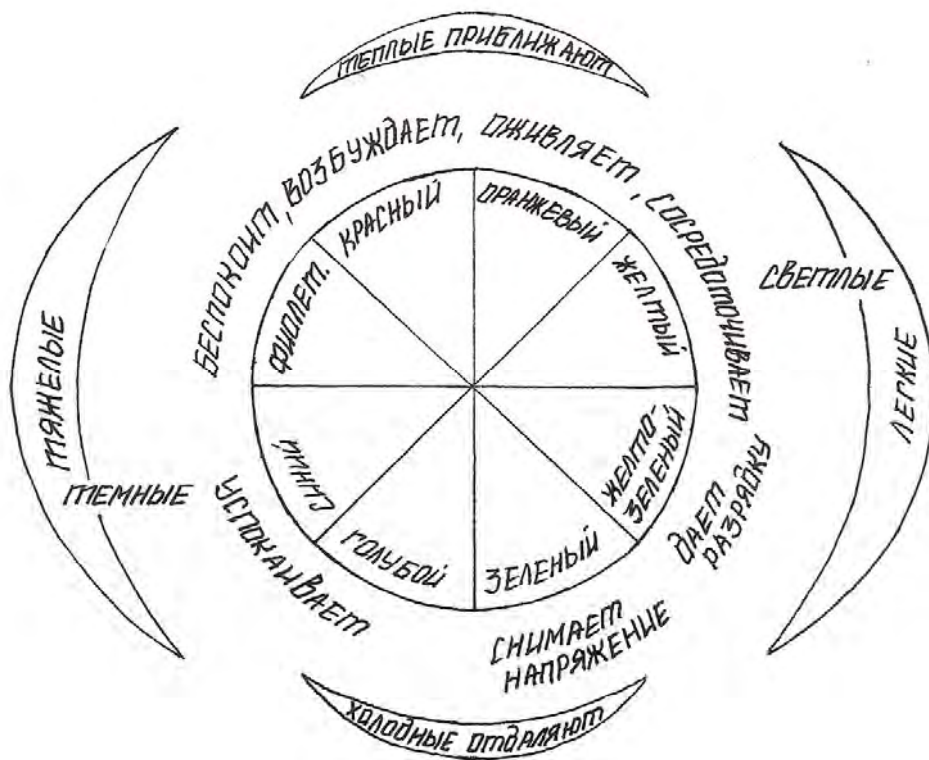 ТЕПЛЫЕ ПРИБЛИЖАЮТ
БЕСПОКОИТ, ВОЗБУЖДАЕТ, ОЖИВЛЯЕТ, СОСРЕДОТОЧИВАЕТ
КРАСНЫЙ
ОРАНЖЕВЫЙ
ФИОЛЕТ.
ЖЕЛТЫЙ
СВЕТЛЫЕ
ЛЕГКИЕ
ТЯЖЕЛЫЕ
ТЕМНЫЕ
СИНИЙ
ГОЛУБОЙ
ЗЕЛЕНЫЙ
ЖЕЛТО-
ЗЕЛЕНЫЙ
УСПОКАИВАЕТ
ДАЕТ
РАЗРЯДКУ
СНИМАЕТ
НАПРЯЖЕНИЕ
ХОЛОДНЫЕ ОТДАЛЯЮТ